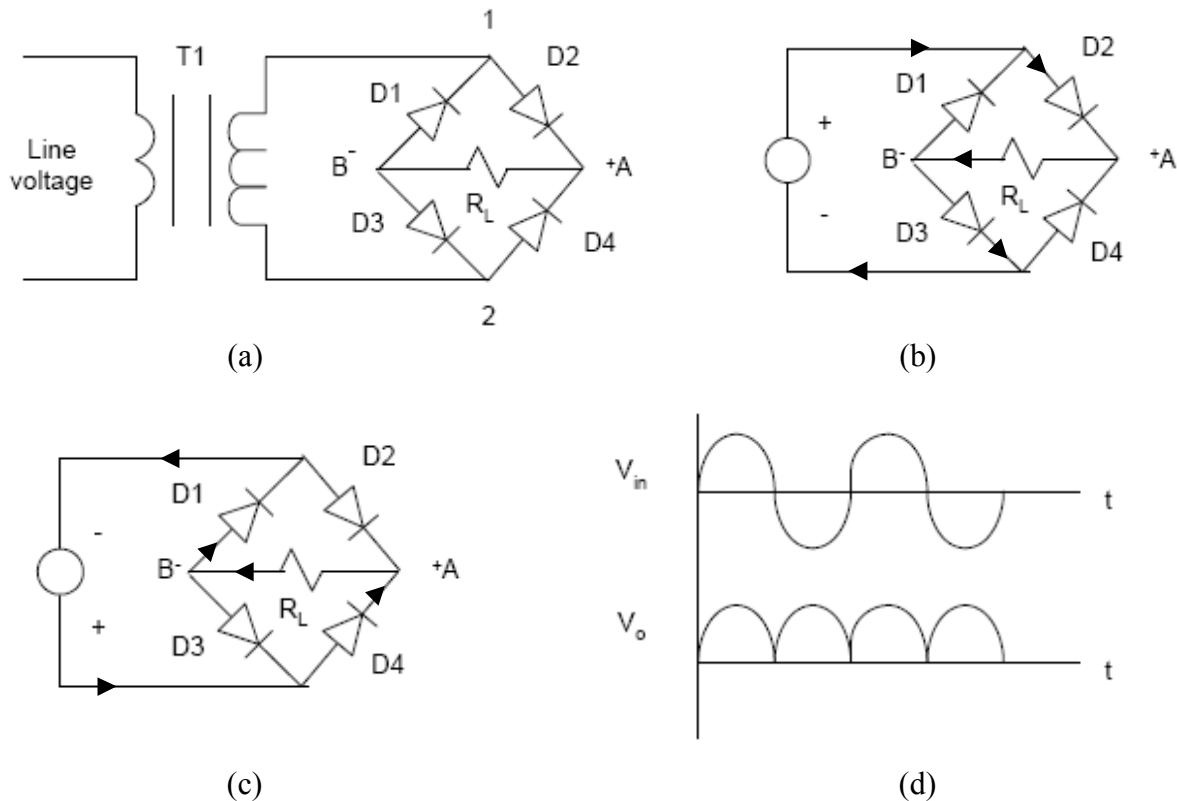 1
T1
D2
D1
Line
voltage
B-
+A
RL
D3
D4
2
(a)
D2
D1
+
B-
+A
RL
-
D3
D4
(b)
D2
D1
-
B-
+A
RL
+
D3
D4
(c)
Vin
t
Vo
t
(d)